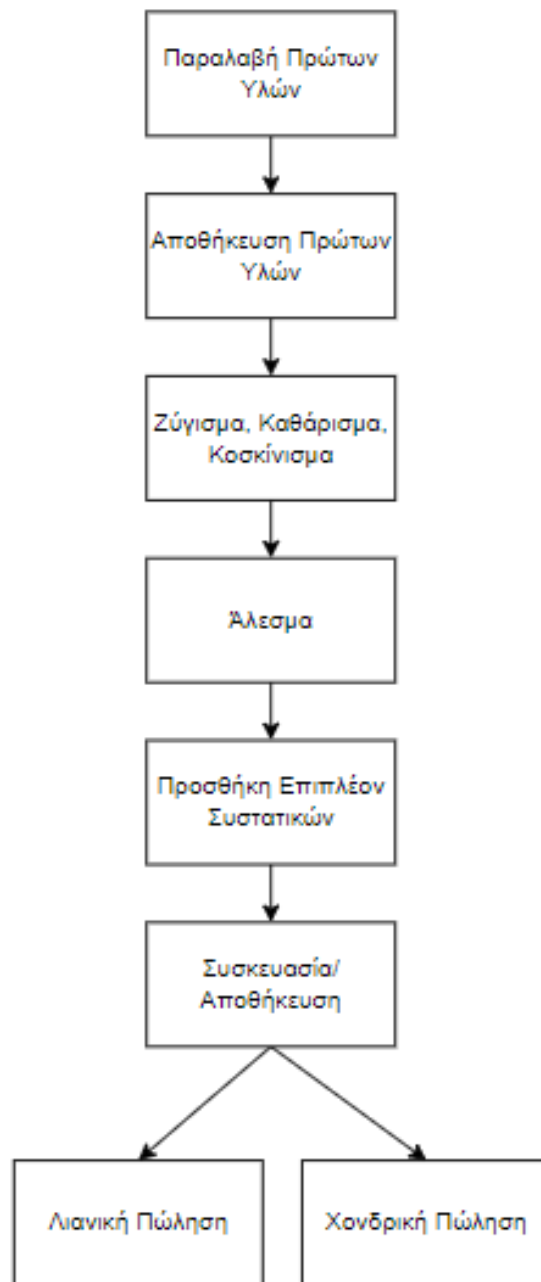 Παραλαβή Πρώτων
Υλών
Αποθήκευση Πρώτων
Υλών
Ζύγισμα, Καθάρισμα,
Κοσκίνισμα
Άλεσμα
Προσθήκη Επιπλέον
Συστατικών
Συσκευασία/
Αποθήκευση
Λιανική Πώληση
Χονδρική Πώληση